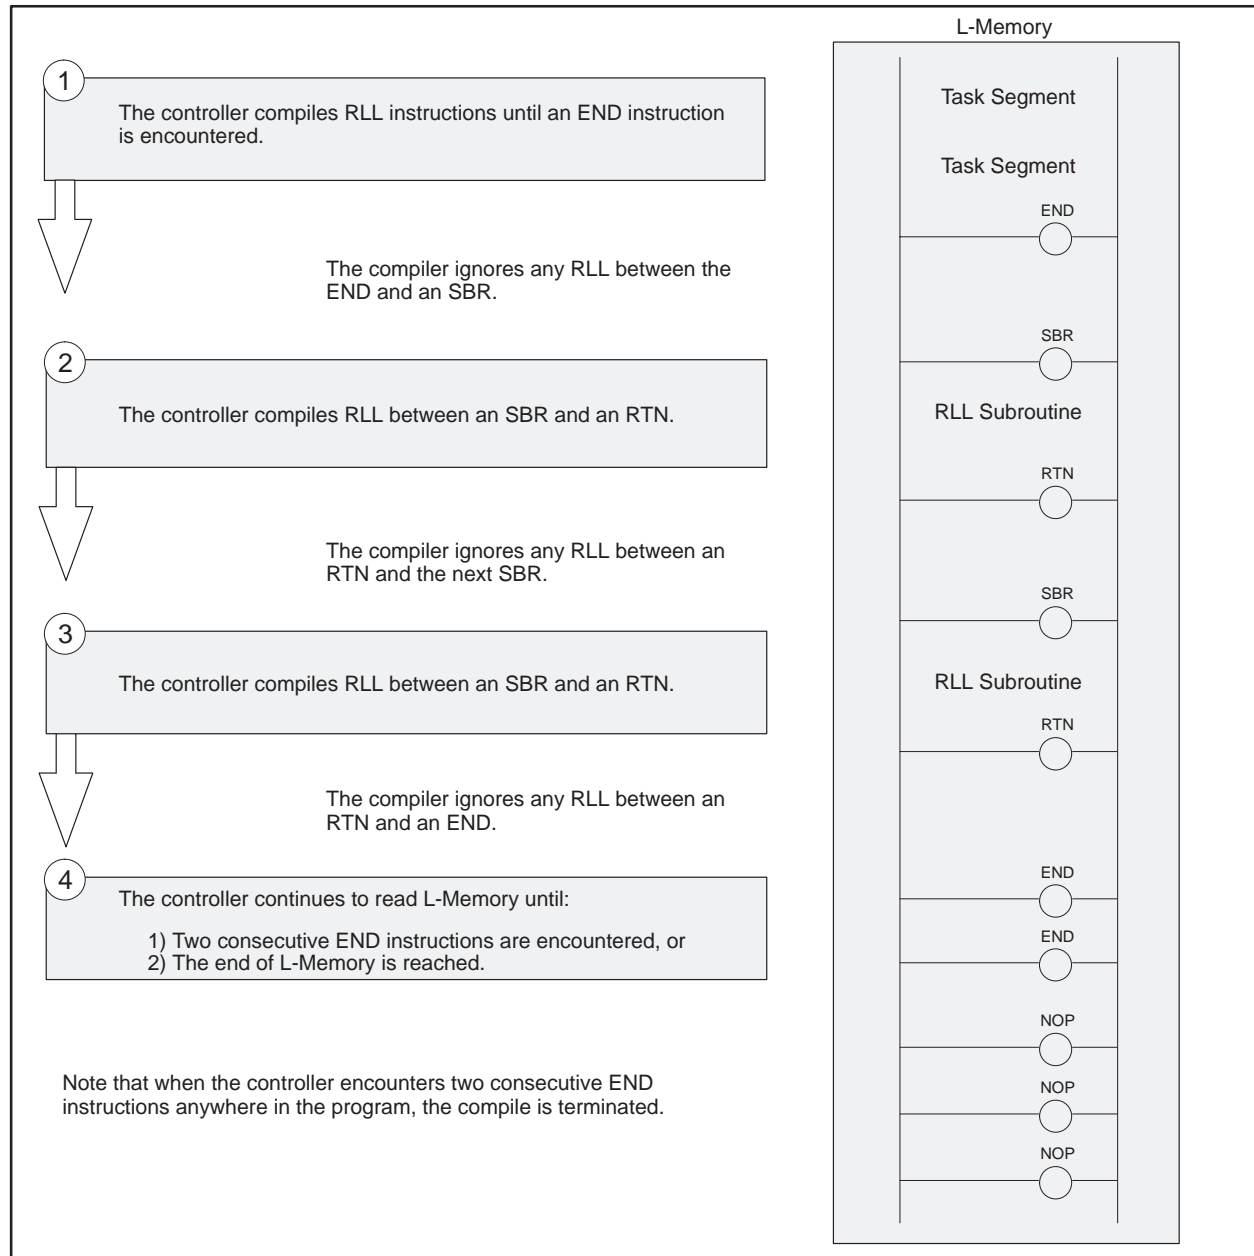 1
The controller compiles RLL instructions until an END instruction
is encountered.
The compiler ignores any RLL between the
END and an SBR.
2
The controller compiles RLL between an SBR and an RTN.
The compiler ignores any RLL between an
RTN and the next SBR.
3
The controller compiles RLL between an SBR and an RTN.
The compiler ignores any RLL between an
RTN and an END.
4
The controller continues to read L-Memory until:
1) Two consecutive END instructions are encountered, or
2) The end of L-Memory is reached.
Note that when the controller encounters two consecutive END
instructions anywhere in the program, the compile is terminated.
L-Memory
Task Segment
Task Segment
END
SBR
RLL Subroutine
RTN
SBR
RLL Subroutine
RTN
END
END
NOP
NOP
NOP